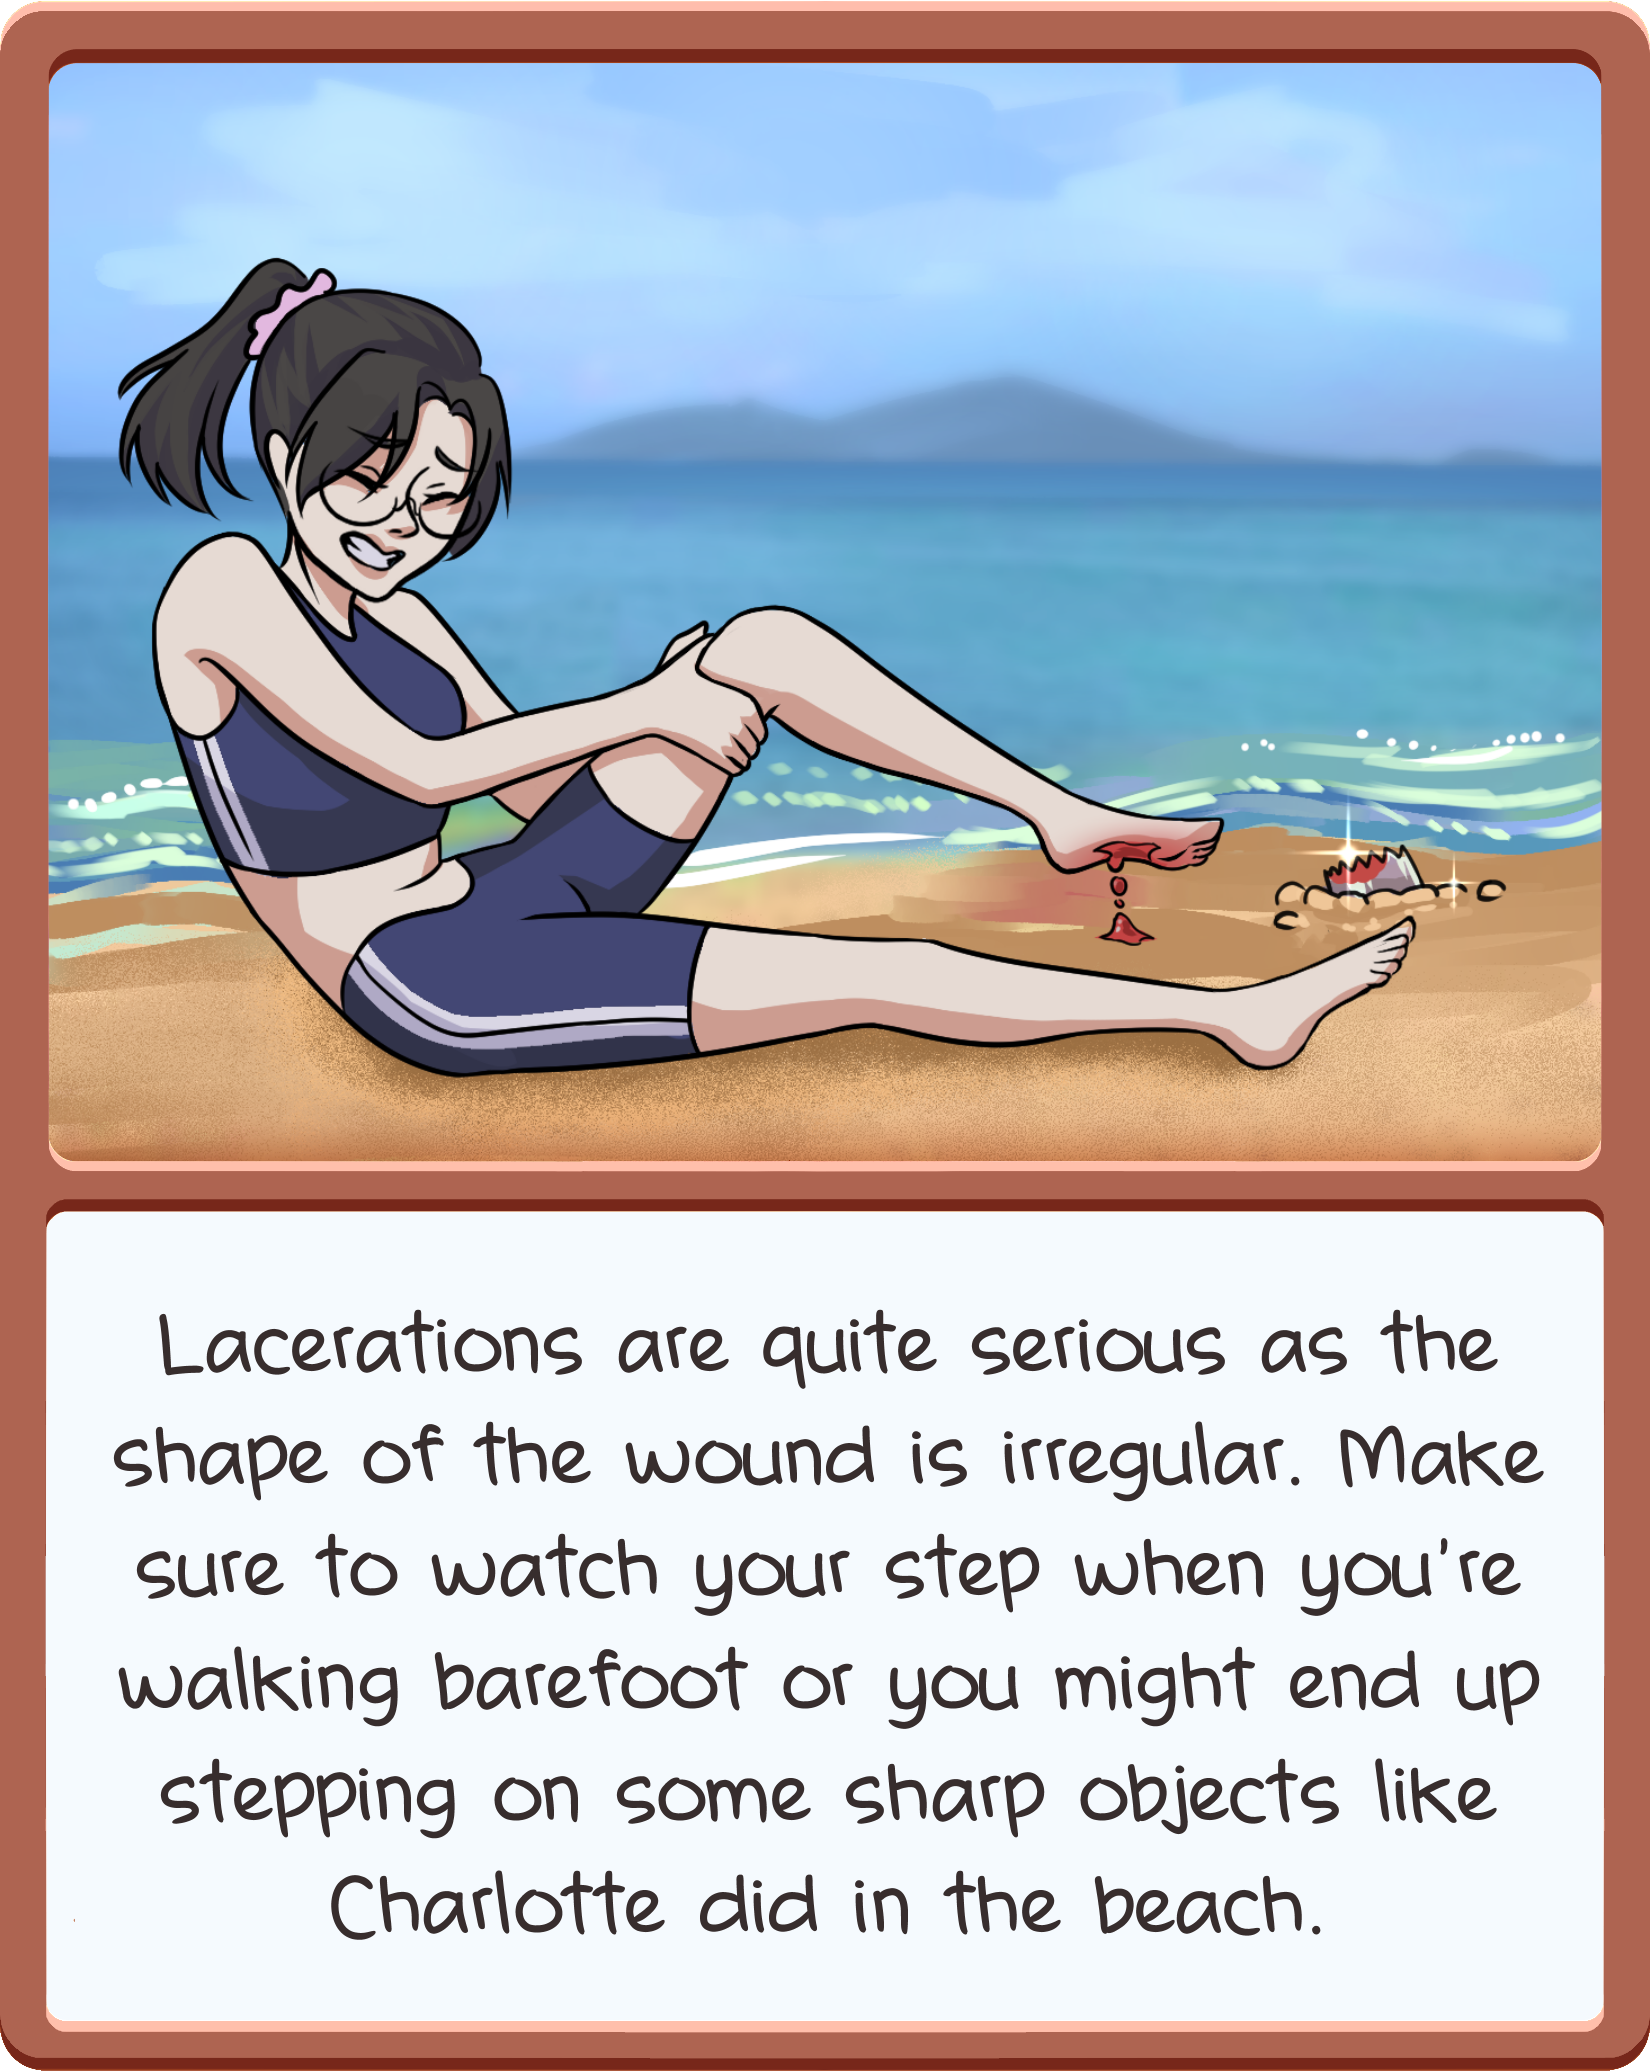 Lacerations are quite serious as the
shape of the wound is irregular. Make
sure to watch your step when you're
walking barefoot or you might end up
stepping on some sharp objects like
Charlotte did in the beach.